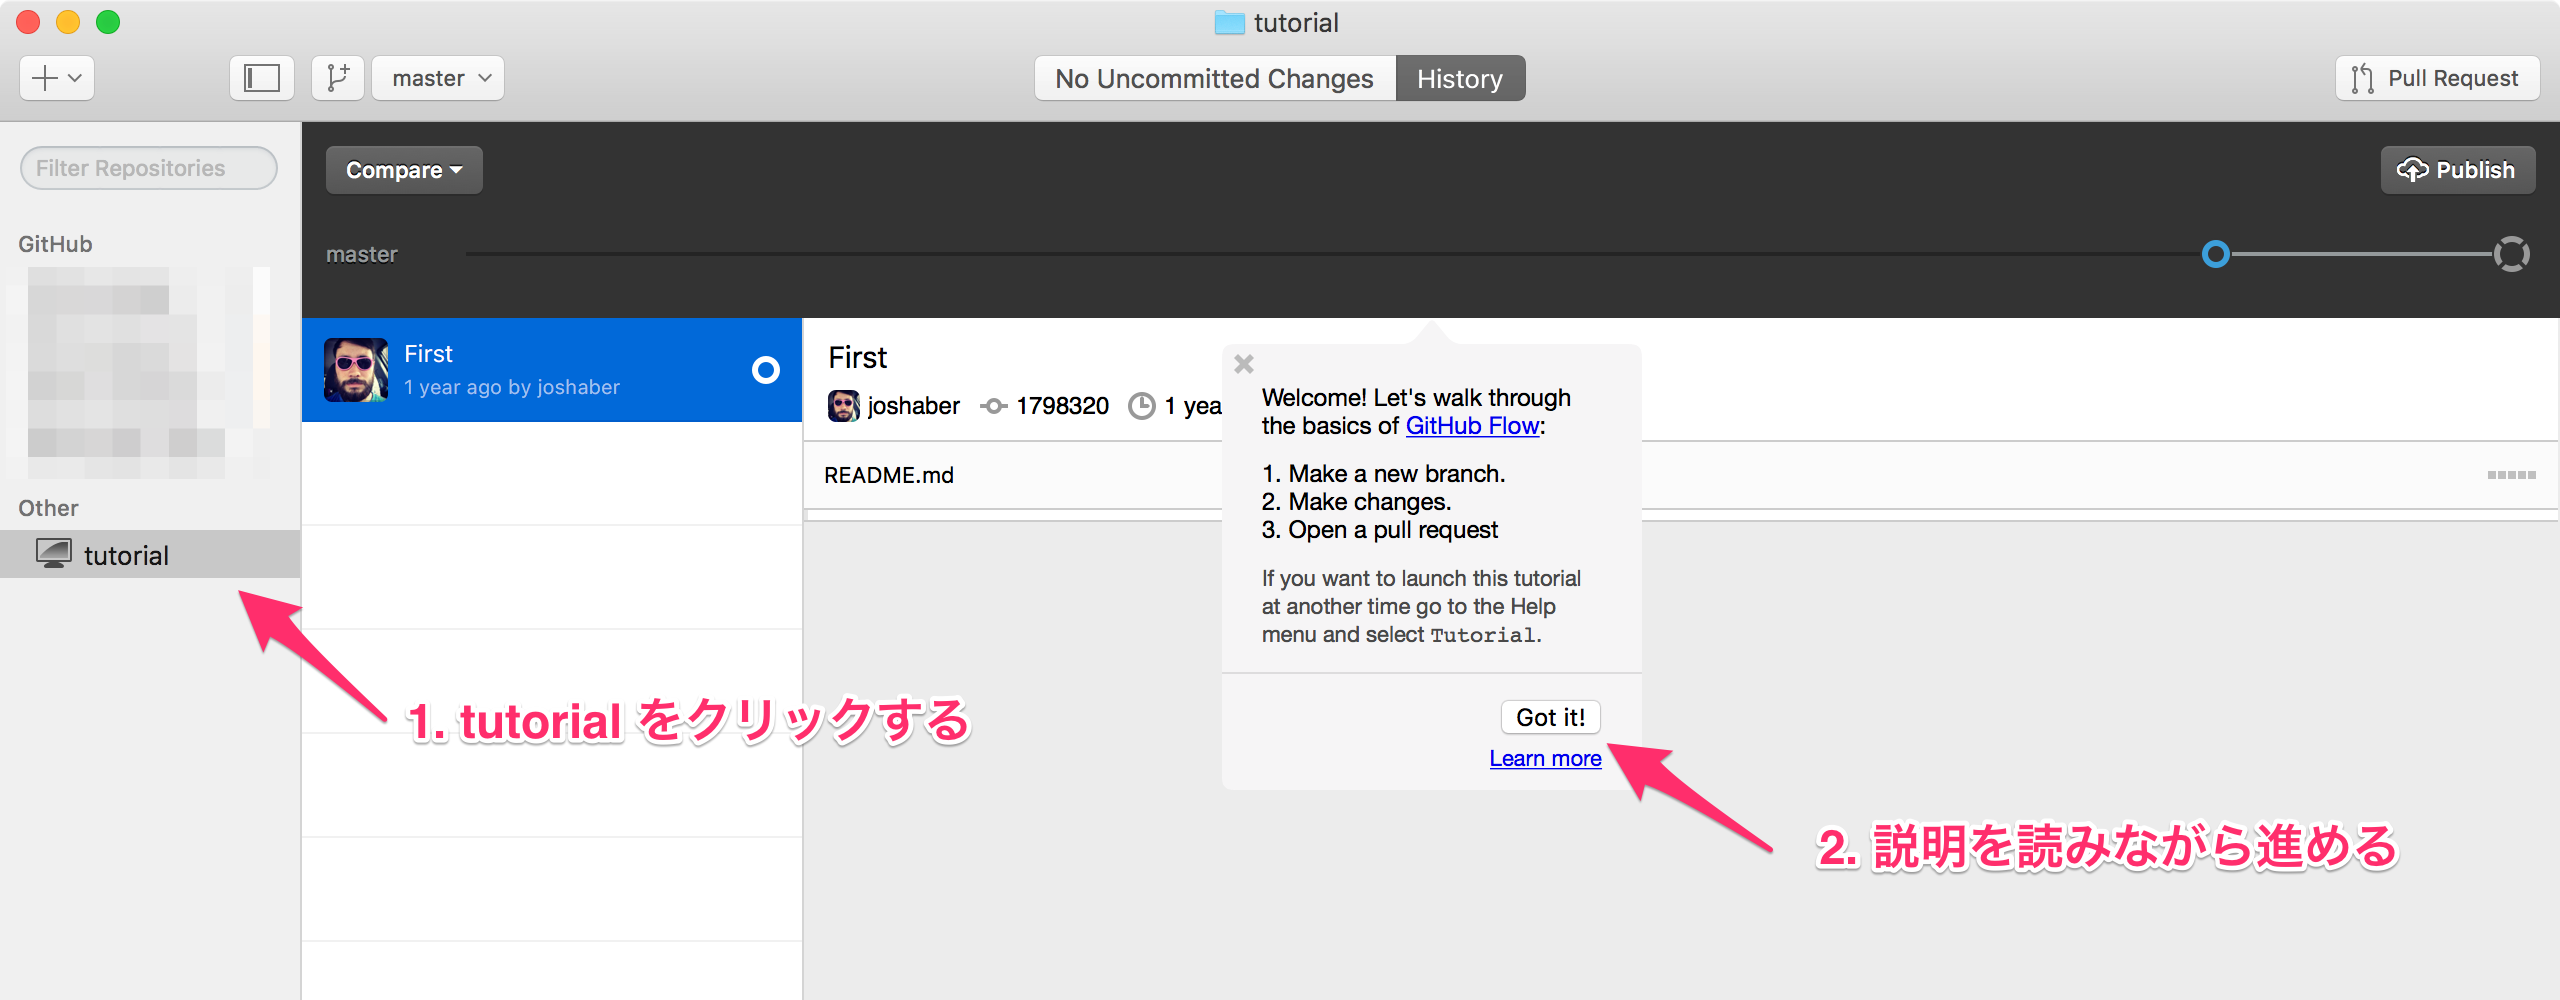 tutorial
master
No Uncommitted Changes
History
Pull Request
Filter Repositories
Compare
Publish
GitHub
master
First
1 year ago by joshaber
First
joshaber
1798320
1 yea
Welcome! Let's walk through
the basics of GitHub Flow:
README.md
1. Make a new branch.
2. Make changes.
3. Open a pull request
Other
tutorial
If you want to launch this tutorial
at another time go to the Help
menu and select Tutorial.
1. tutorial をクリックする
Got it!
Learn more
2. 説明を読みながら進める